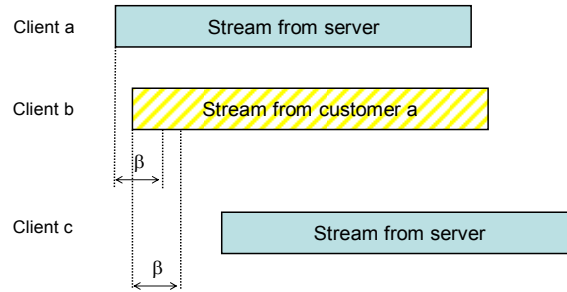 Client a
Stream from server
Client b
Stream from customer a
β
Client c
Stream from server
β